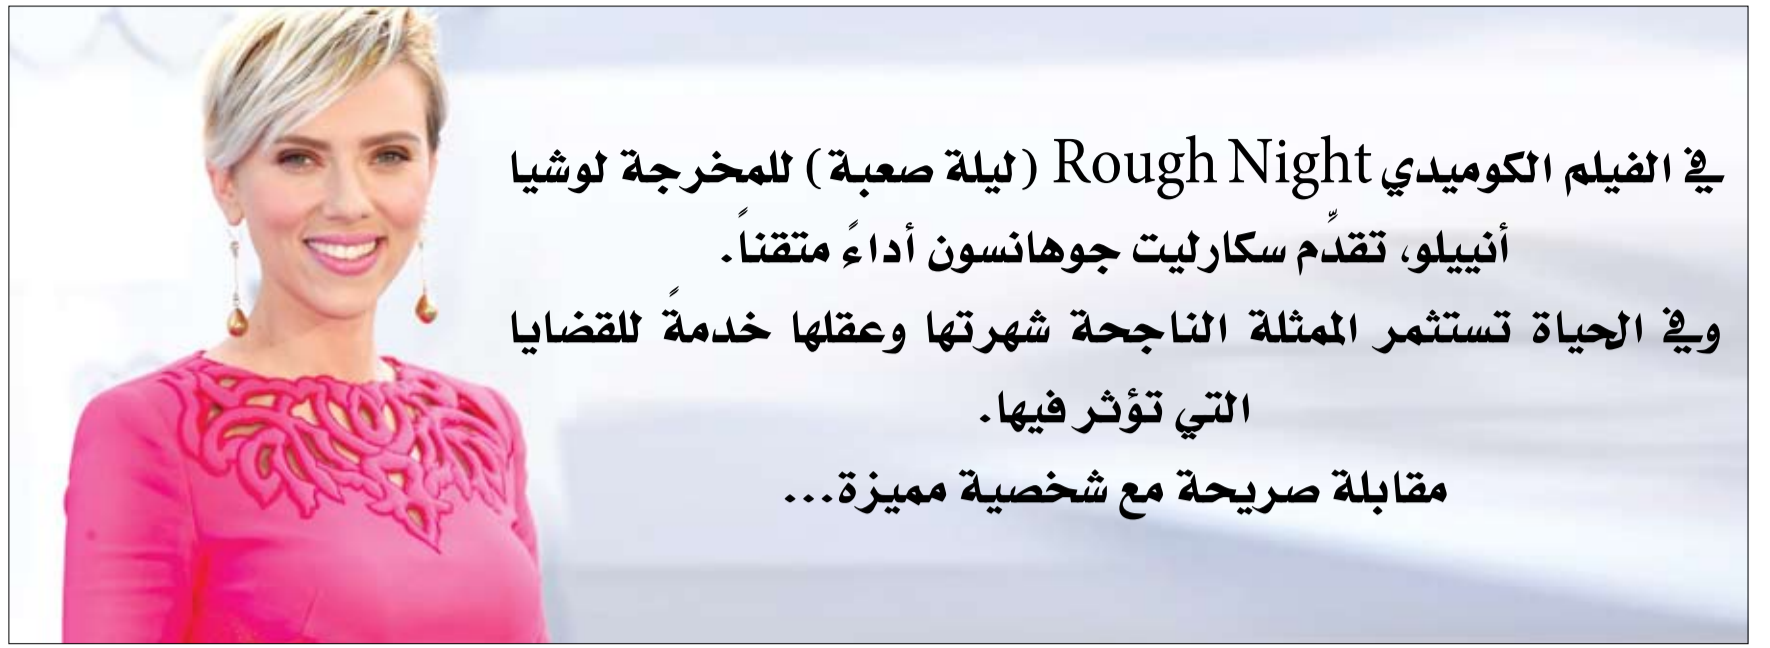 في الفيلم الكوميدي Rough Night (ليلة صعبة) للمخرجة لوشيا
أنييلو، تقدِّم سكارليت جوهانسون أداءً متقناً.
وفي الحياة تستثمر الممثلة الناجحة شهرتها وعقلها خدمةً للقضايا
التي تؤثر فيها.
مقابلة صريحة مع شخصية مميزة...